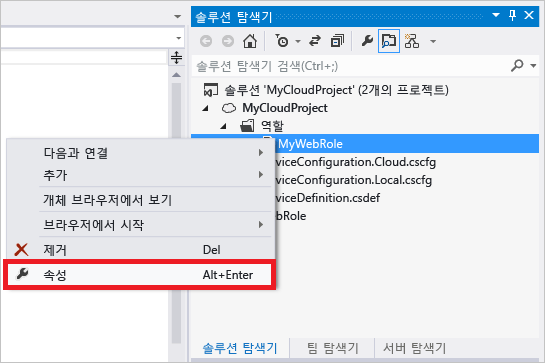 솔루션 탐색기
솔루션 탐색기 검색(Ctrl+;)
솔루션 'MyCloudProject' (2개의 프로젝트)
MyCloudProject
역할
MyWebRole
viceConfiguration.Cloud.cscfg
viceConfiguration.Local.cscfg
viceDefinition.csdef
bRole
다음과 연결
추가
개체 브라우저에서 보기
브라우저에서 시작
제거 Del
속성 Alt+Enter
솔루션 탐색기 팀 탐색기 서버 탐색기